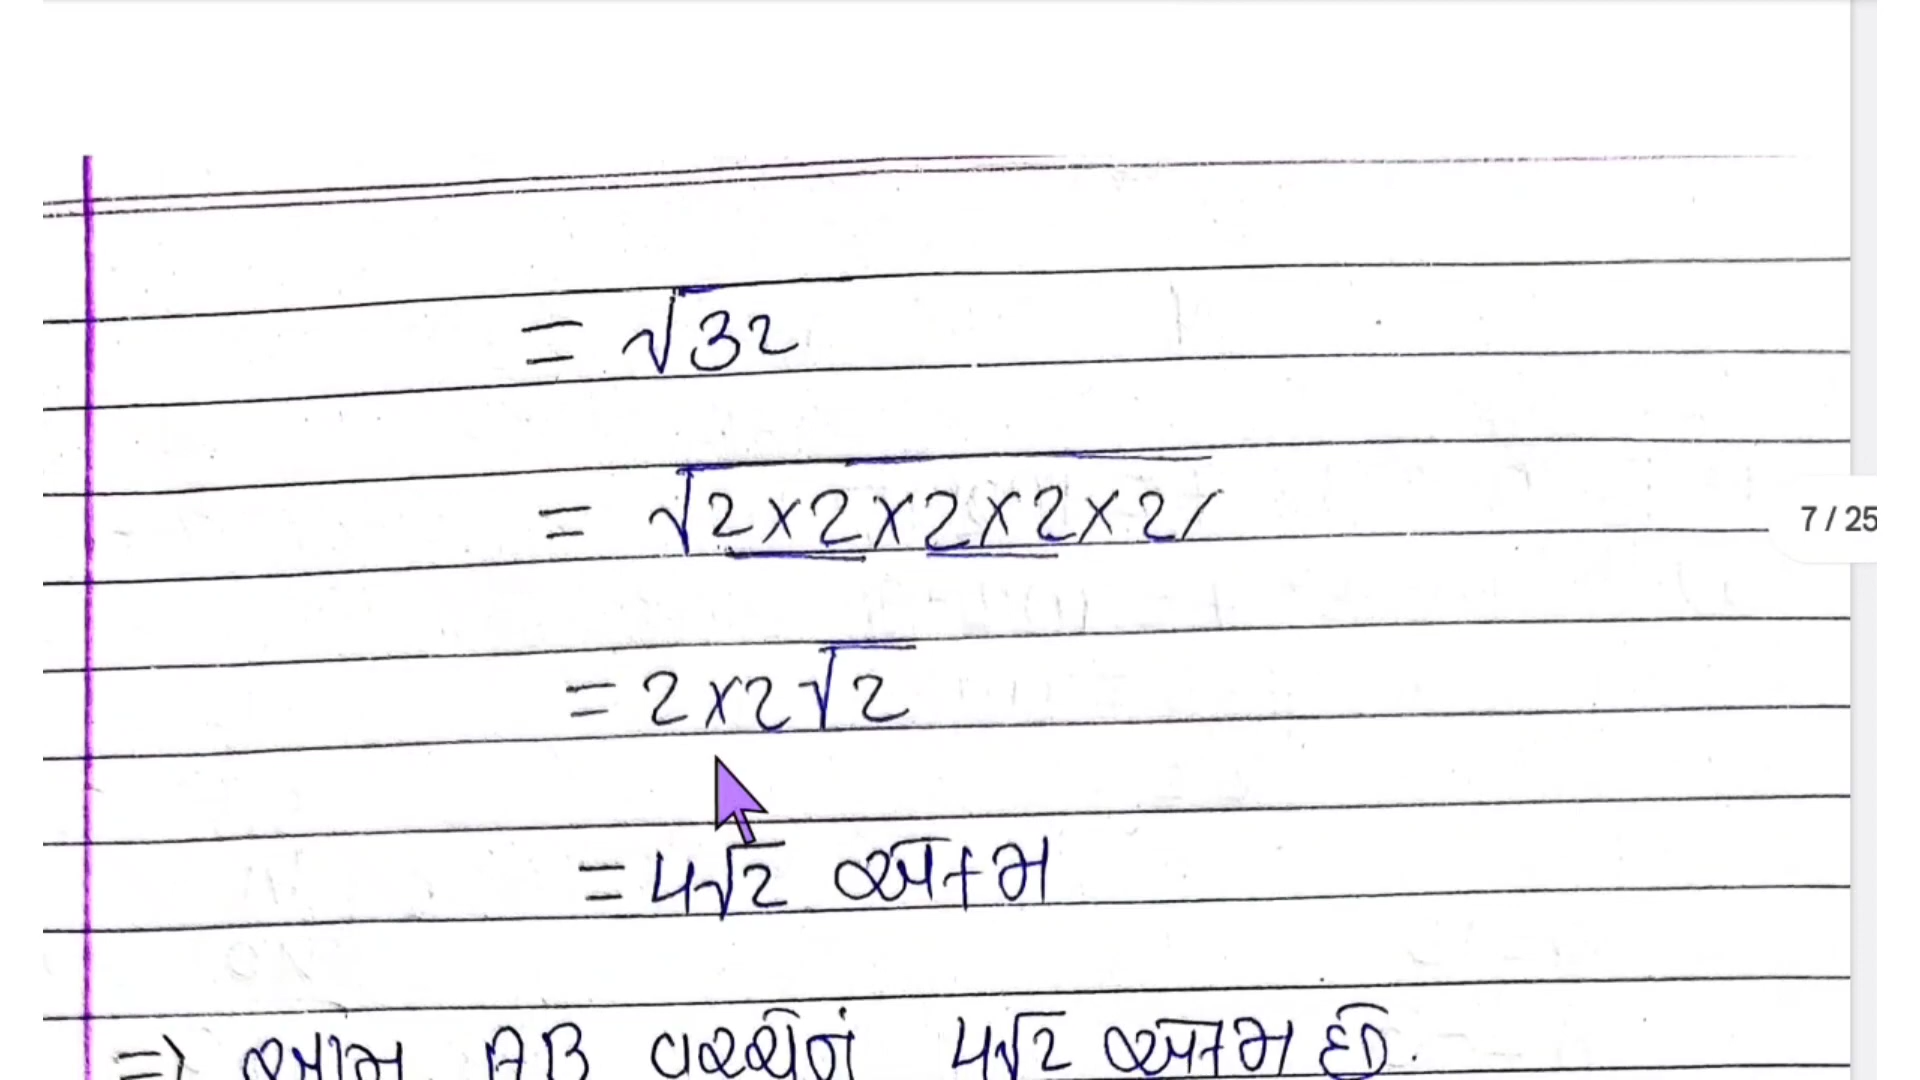 = √32
= √2×2×2×2×2
7 / 25
= 2×2√2
= 4√2 એકમ
=> આમ, AB વચ્ચેનું 4√2 એકમ છે.